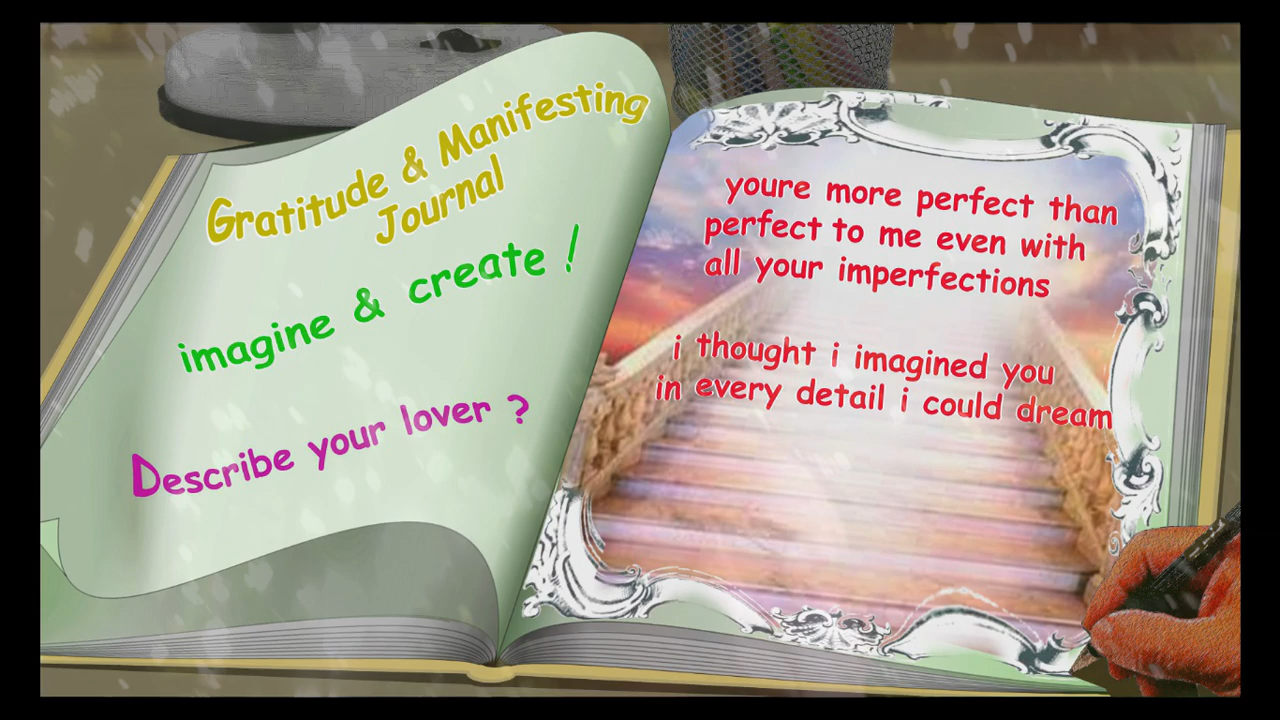 Gratitude & Manifesting
Journal
imagine & create !
Describe your lover ?
youre more perfect than
perfect to me even with
all your imperfections
i thought i imagined you
in every detail i could dream